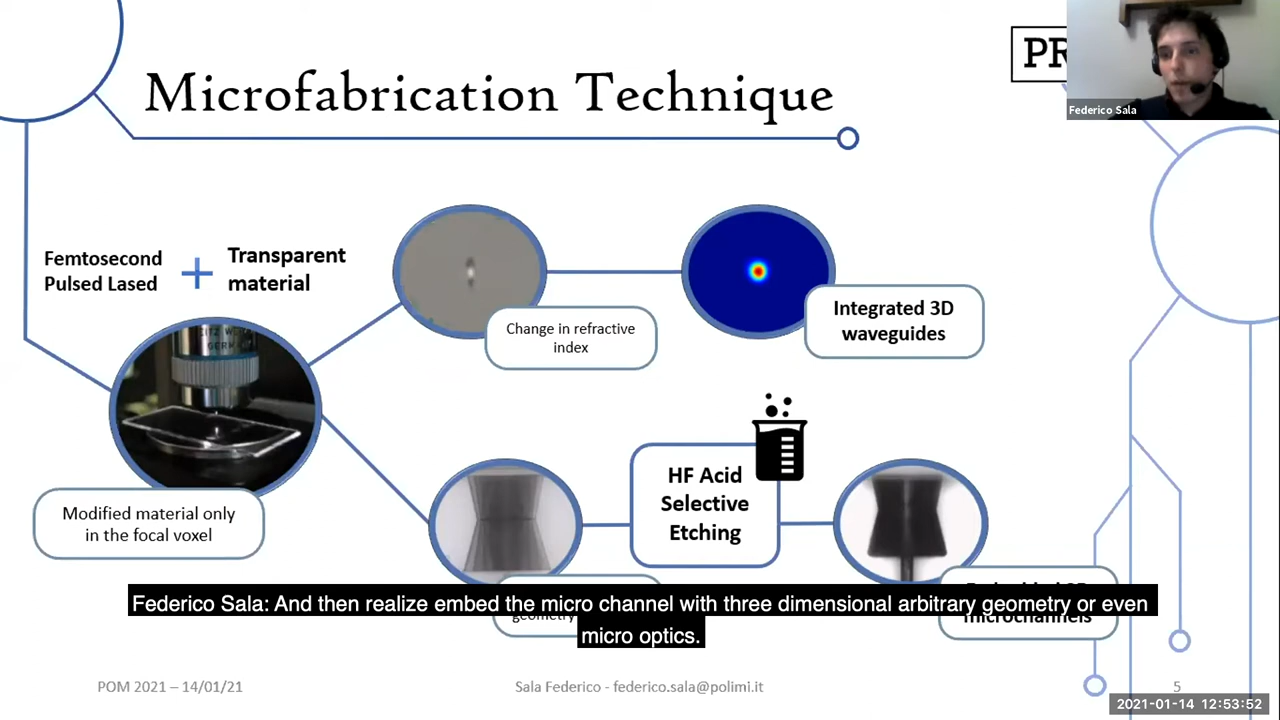 PR
Federico Sala
Microfabrication Technique
Femtosecond
Pulsed Lased
Transparent
material
Change in refractive
index
Integrated 3D
waveguides
HF Acid
Selective
Etching
Modified material only
in the focal voxel
geometry
microchannels
Federico Sala: And then realize embed the micro channel with three dimensional arbitrary geometry or even
micro optics.
POM 2021 – 14/01/21
Sala Federico - federico.sala@polimi.it
5
2021-01-14 12:53:52